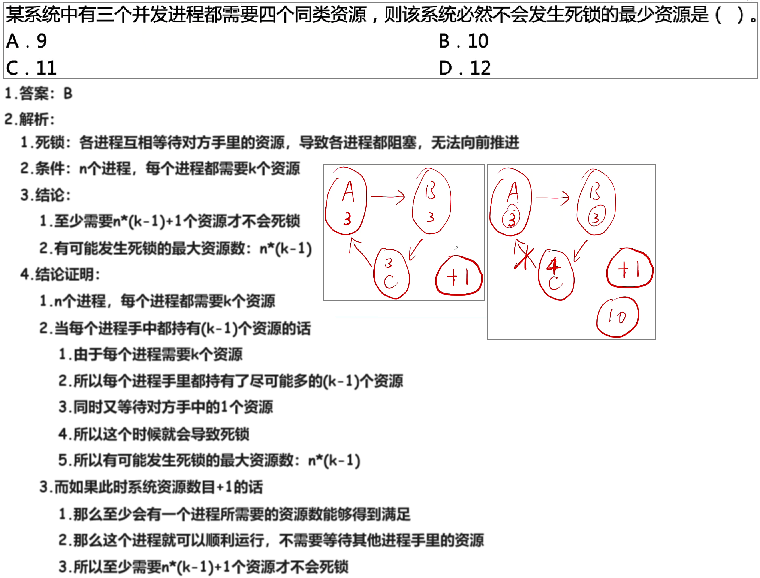 某系统中有三个并发进程都需要四个同类资源，则该系统必然不会发生死锁的最少资源是（  ）。
A．9
B．10
C．11
D．12
1.答案：B
2.解析：
1.死锁：各进程互相等待对方手里的资源，导致各进程都阻塞，无法向前推进
2.条件：n个进程，每个进程都需要k个资源
3.结论：
1.至少需要n*(k-1)+1个资源才不会死锁
2.有可能发生死锁的最大资源数：n*(k-1)
4.结论证明：
1.n个进程，每个进程都需要k个资源
2.当每个进程手中都持有(k-1)个资源的话
1.由于每个进程需要k个资源
2.所以每个进程手里都持有了尽可能多的(k-1)个资源
3.同时又等待对方手中的1个资源
4.所以这个时候就会导致死锁
5.所以有可能发生死锁的最大资源数：n*(k-1)
3.而如果此时系统资源数目+1的话
1.那么至少会有一个进程所需要的资源数能够得到满足
2.那么这个进程就可以顺利运行，不需要等待其他进程手里的资源
3.所以至少需要n*(k-1)+1个资源才不会死锁
A B
3 3
3
C +1
A B
3 3
4 +1
C
10